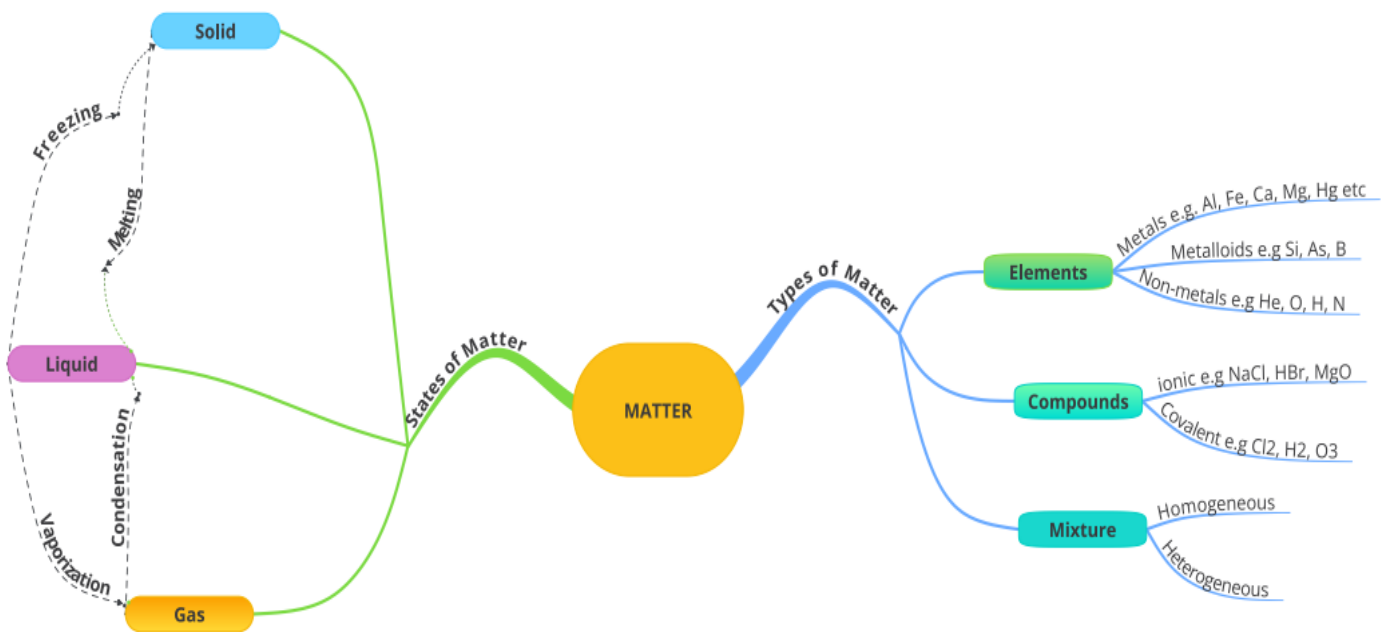 Solid
Freezing
Melting
Liquid
Condensation
Vaporization
Gas
States of Matter
MATTER
Types of Matter
Elements
Metals e.g. Al, Fe, Ca, Mg, Hg etc
Metalloids e.g Si, As, B
Non-metals e.g He, O, H, N
Compounds
ionic e.g NaCl, HBr, MgO
Covalent e.g Cl2, H2, O3
Mixture
Homogeneous
Heterogeneous